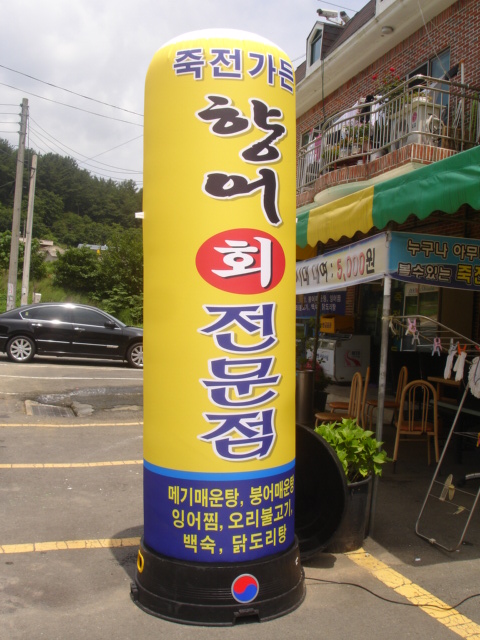 죽전가든
향어
회
전문점
메기매운탕, 붕어매운탕
잉어찜, 오리불고기,
백숙, 닭도리탕
5,000원
누구나 아무
볼수있는 죽